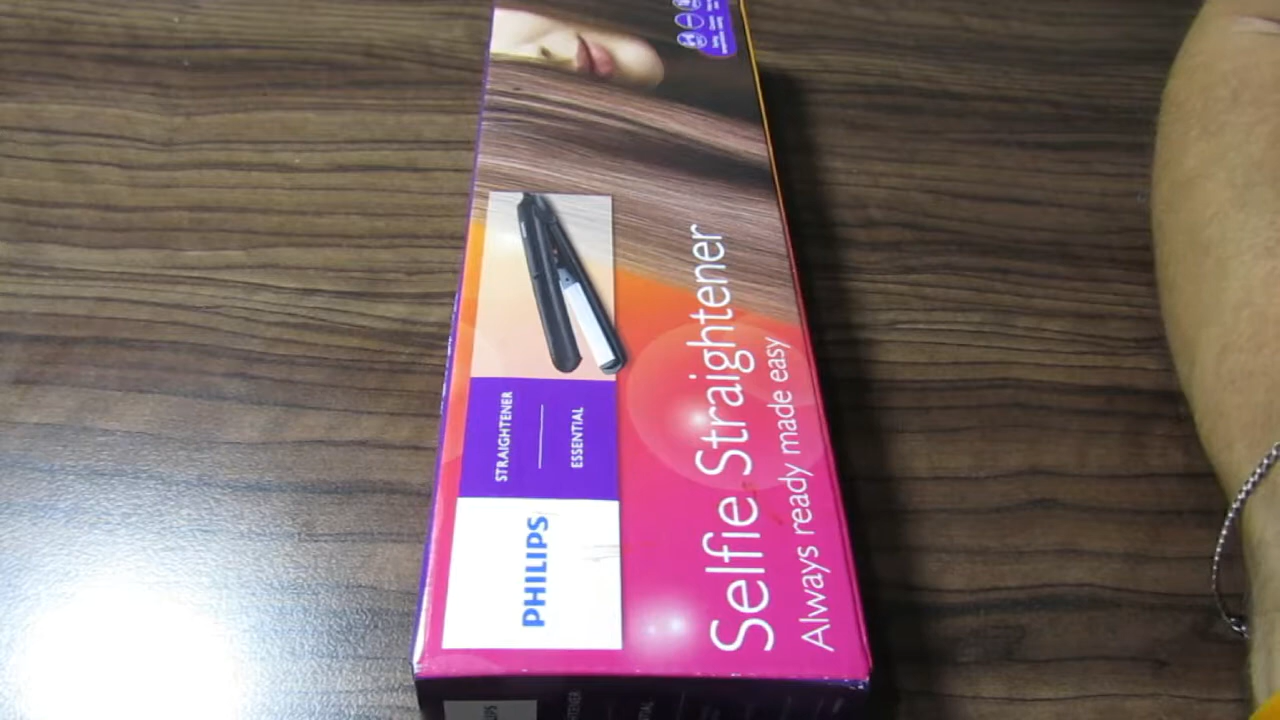 PHILIPS
STRAIGHTENER
ESSENTIAL
Selfie Straightener
Always ready made easy